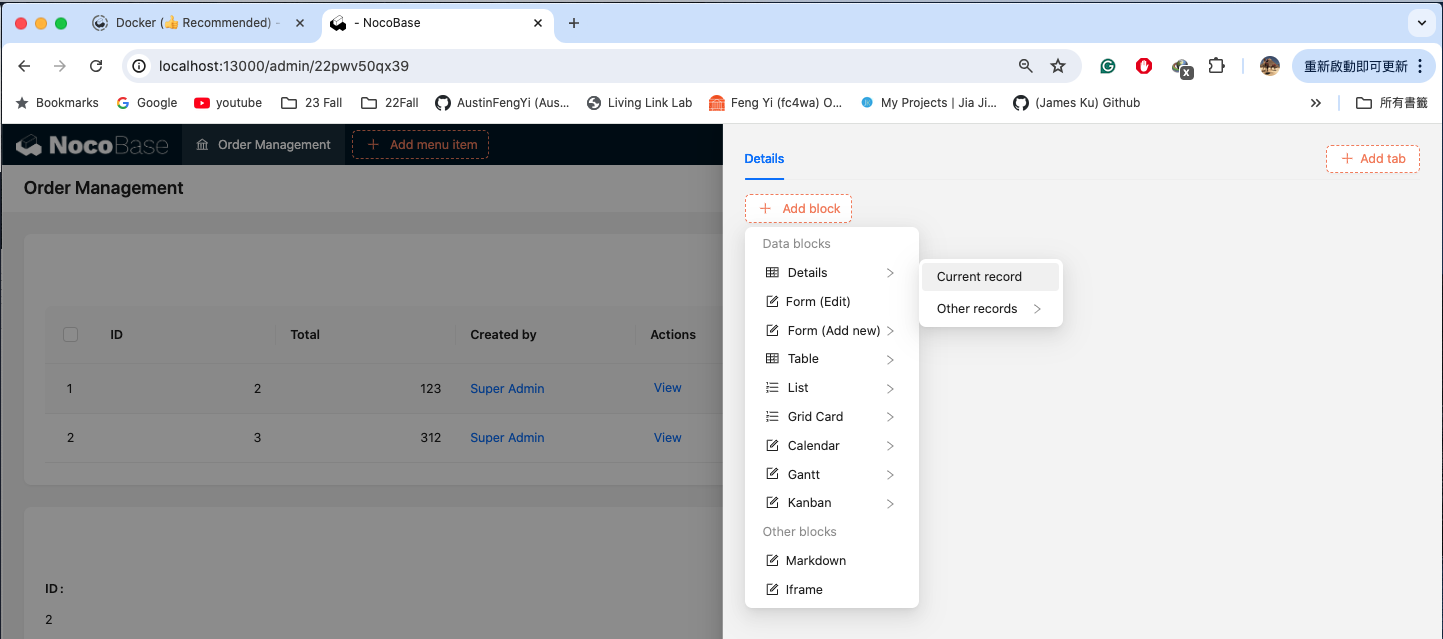 Docker (👍 Recommended) -
- NocoBase
localhost:13000/admin/22pwv50qx39
重新啟動即可更新
Bookmarks
Google
youtube
23 Fall
22Fall
AustinFengYi (Aus...
Living Link Lab
Feng Yi (fc4wa) O...
My Projects | Jia Ji...
(James Ku) Github
所有書籤
NocoBase
Order Management
Add menu item
Order Management
ID Total Created by Actions
1 2 123 Super Admin View
2 3 312 Super Admin View
ID:
2
Details
Add tab
Add block
Data blocks
Details
Form (Edit)
Form (Add new)
Table
List
Grid Card
Calendar
Gantt
Kanban
Other blocks
Markdown
Iframe
Current record
Other records